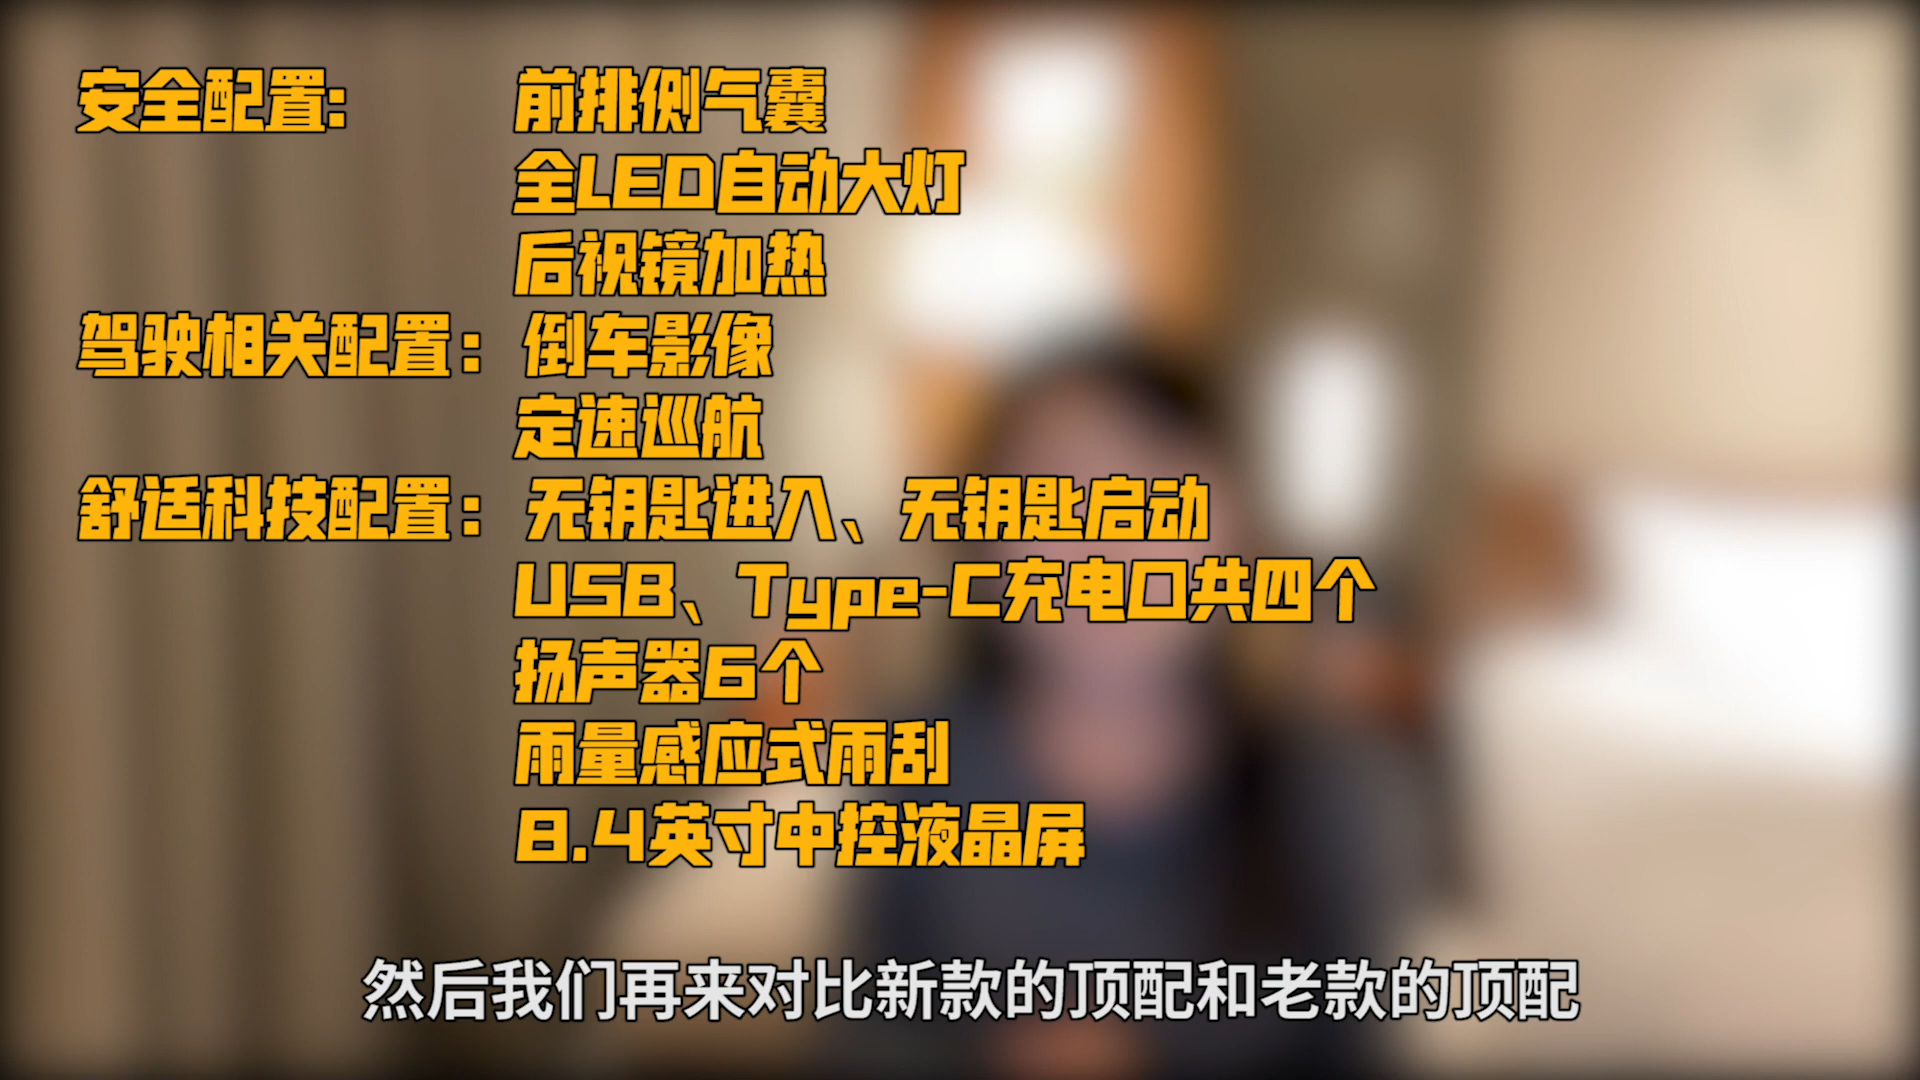 安全配置: 前排侧气囊
全LED自动大灯
后视镜加热
驾驶相关配置：倒车影像
定速巡航
舒适科技配置：无钥匙进入、无钥匙启动
USB、Type-C充电口共四个
扬声器6个
雨量感应式雨刮
8.4英寸中控液晶屏
然后我们再来对比新款的顶配和老款的顶配